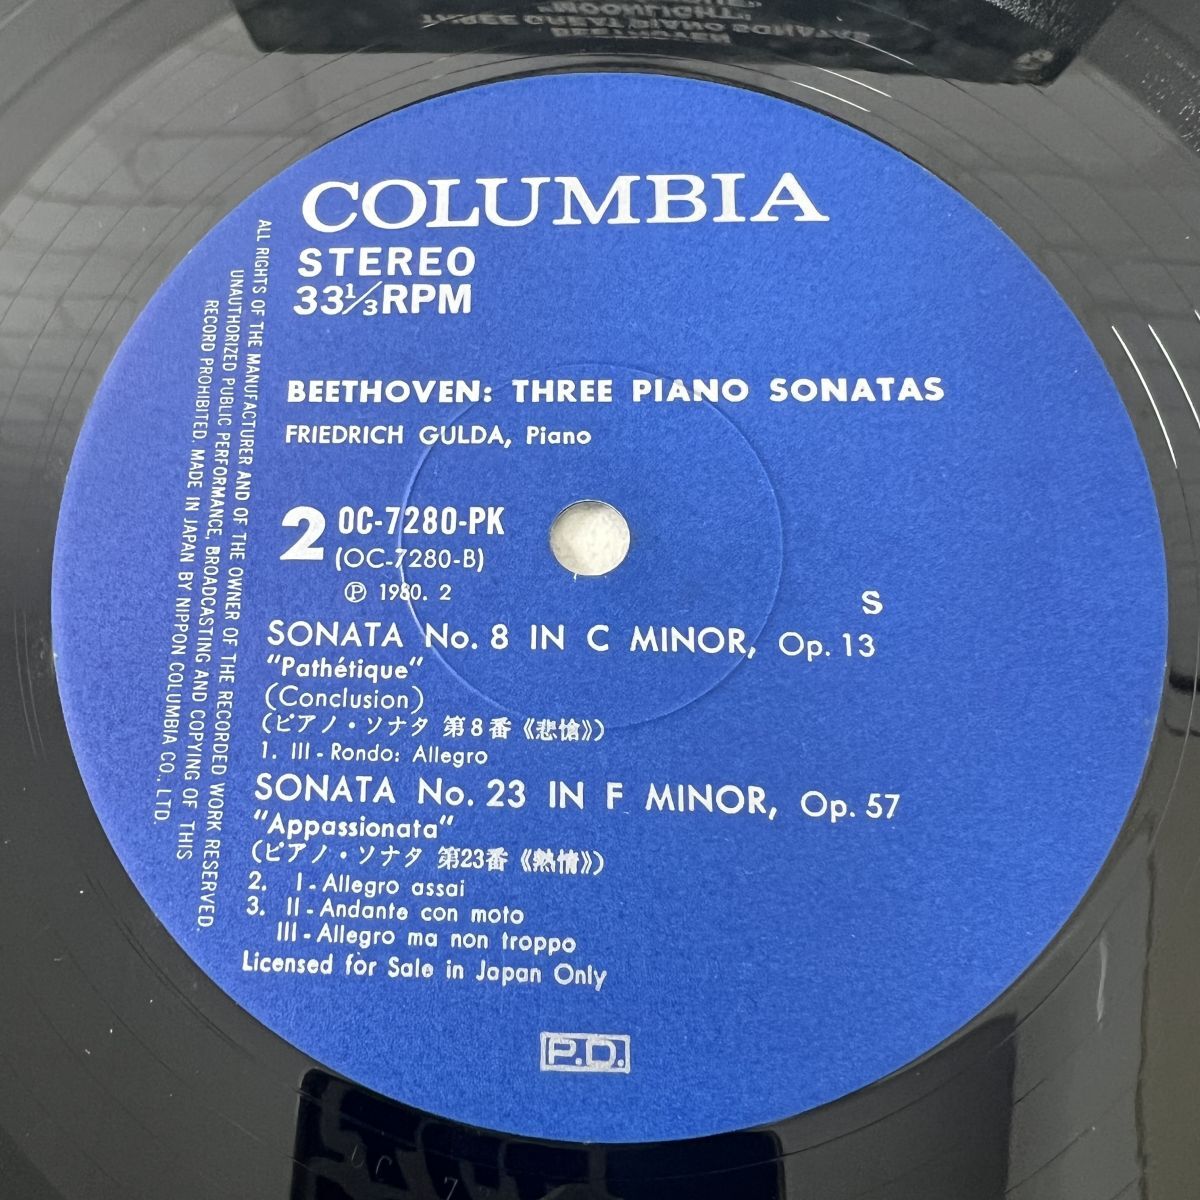 COLUMBIA
STEREO
33⅓RPM
BEETHOVEN: THREE PIANO SONATAS
FRIEDRICH GULDA, Piano
2 OC-7280-PK
(OC-7280-B)
Ⓟ 1980. 2
S
SONATA No. 8 IN C MINOR, Op. 13
"Pathétique"
(Conclusion)
(ピアノ・ソナタ 第8番《悲愴》)
1. III - Rondo: Allegro
SONATA No. 23 IN F MINOR, Op. 57
"Appassionata"
(ピアノ・ソナタ 第23番《熱情》)
2. I - Allegro assai
3. II - Andante con moto
III - Allegro ma non troppo
Licensed for Sale in Japan Only
P.D.
ALL RIGHTS OF THE MANUFACTURER AND OF THE OWNER OF THE RECORDED WORK RESERVED.
UNAUTHORIZED PUBLIC PERFORMANCE, BROADCASTING AND COPYING OF THIS
RECORD PROHIBITED. MADE IN JAPAN BY NIPPON COLUMBIA CO., LTD.
BEETHOVEN
THREE GREAT PIANO SONATAS
"MOONLIGHT"